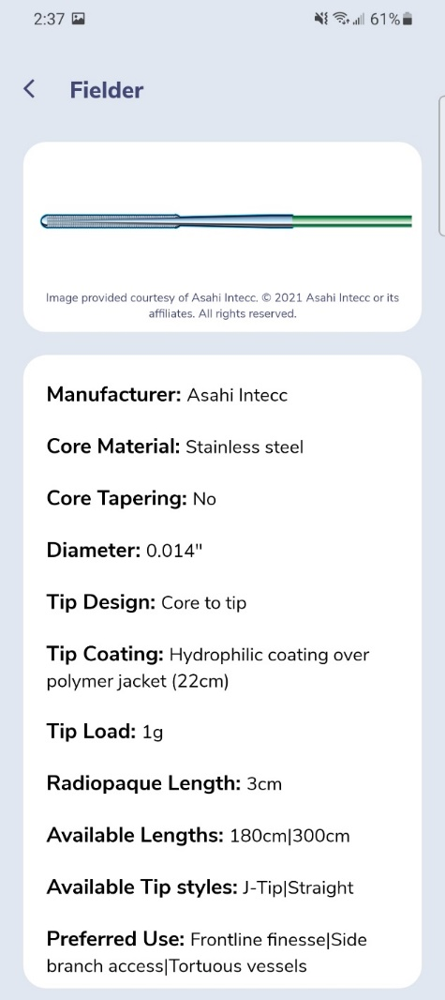 2:37 61%
Fielder
Image provided courtesy of Asahi Intecc. © 2021 Asahi Intecc or its
affiliates. All rights reserved.
Manufacturer: Asahi Intecc
Core Material: Stainless steel
Core Tapering: No
Diameter: 0.014"
Tip Design: Core to tip
Tip Coating: Hydrophilic coating over
polymer jacket (22cm)
Tip Load: 1g
Radiopaque Length: 3cm
Available Lengths: 180cm|300cm
Available Tip styles: J-Tip|Straight
Preferred Use: Frontline finesse|Side
branch access|Tortuous vessels